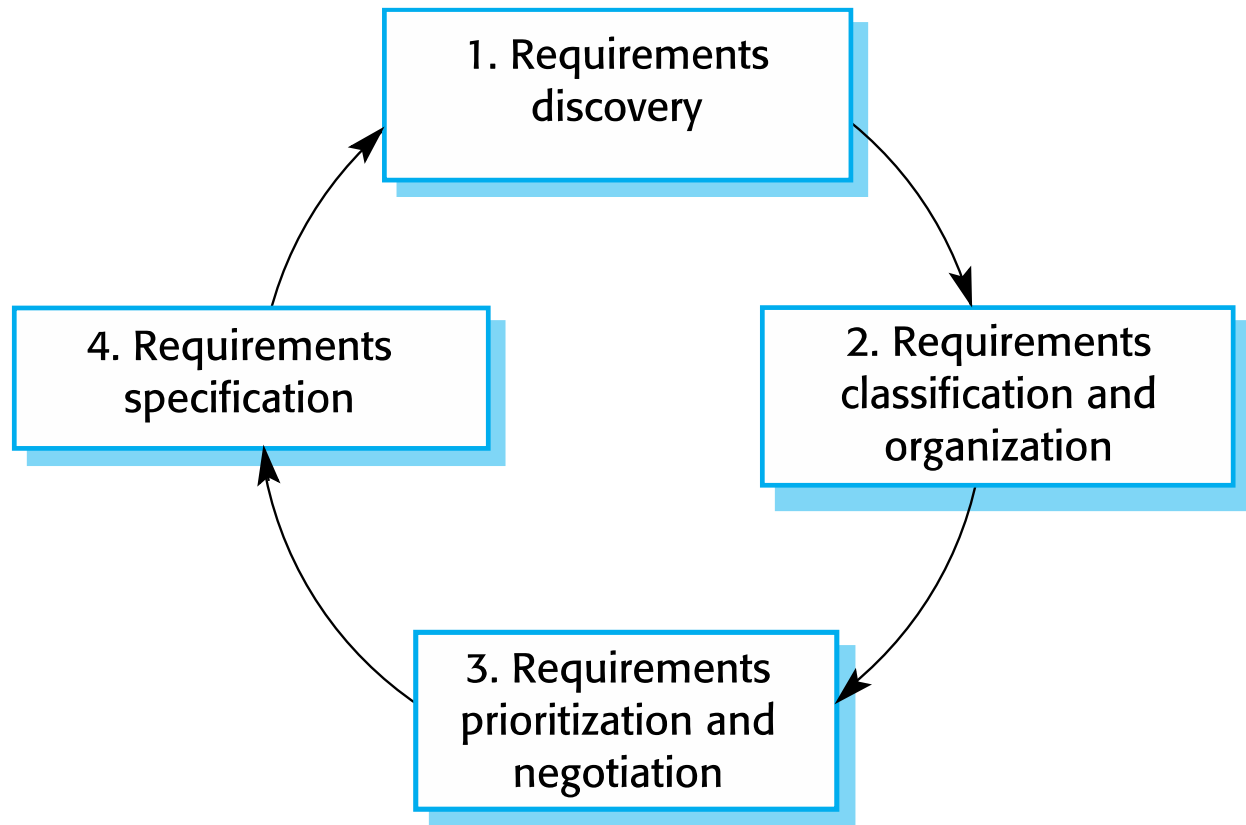 1. Requirements
discovery
2. Requirements
classification and
organization
3. Requirements
prioritization and
negotiation
4. Requirements
specification